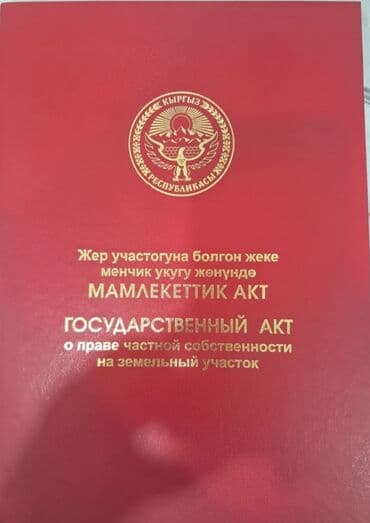 КЫРГЫЗ
РЕСПУБЛИКАСЫ
Жер участогуна болгон жеке
менчик укугу жөнүндө
МАМЛЕКЕТТИК АКТ
ГОСУДАРСТВЕННЫЙ АКТ
о праве частной собственности
на земельный участок